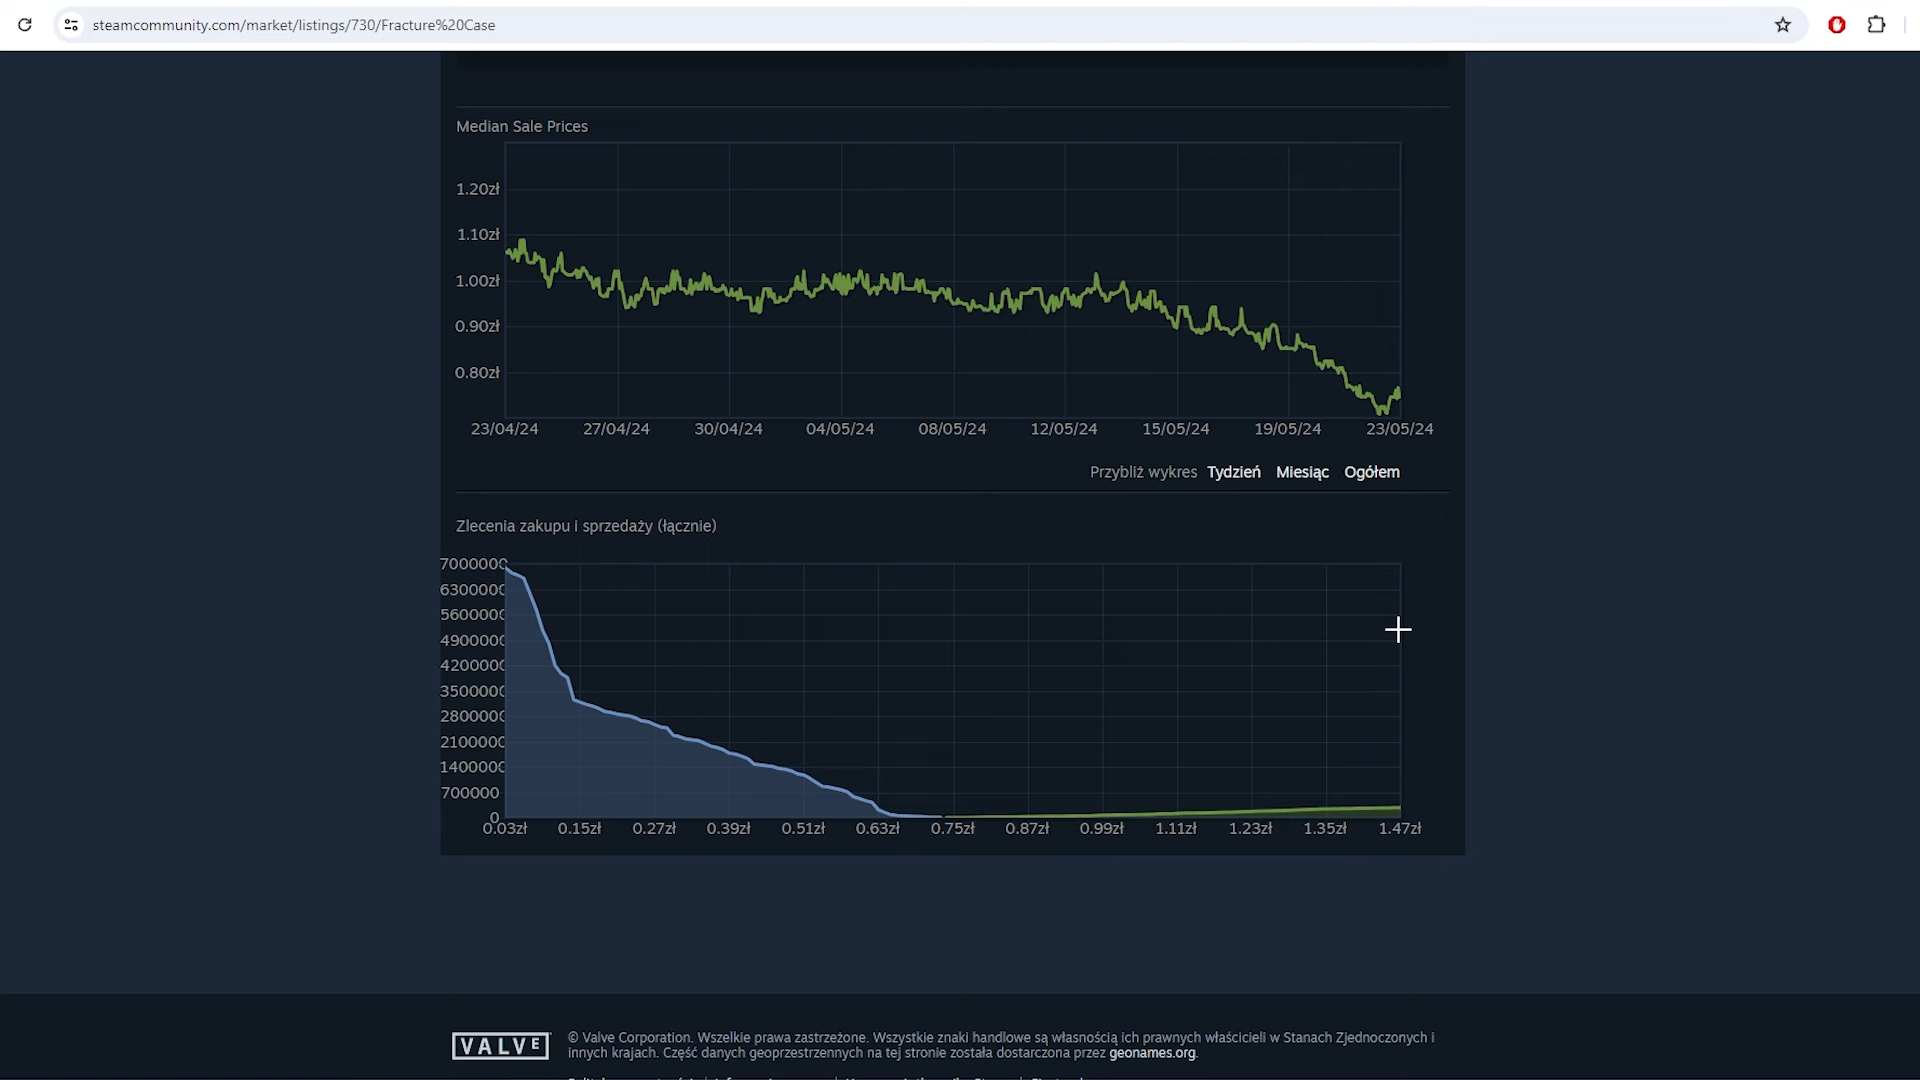 steamcommunity.com/market/listings/730/Fracture%20Case
Median Sale Prices
1.20zł
1.10zł
1.00zł
0.90zł
0.80zł
23/04/24 27/04/24 30/04/24 04/05/24 08/05/24 12/05/24 15/05/24 19/05/24 23/05/24
Przybliż wykres Tydzień Miesiąc Ogółem
Zlecenia zakupu i sprzedaży (łącznie)
7000000
6300000
5600000
4900000
4200000
3500000
2800000
2100000
1400000
700000
0
0.03zł 0.15zł 0.27zł 0.39zł 0.51zł 0.63zł 0.75zł 0.87zł 0.99zł 1.11zł 1.23zł 1.35zł 1.47zł
VALVE
© Valve Corporation. Wszelkie prawa zastrzeżone. Wszystkie znaki handlowe są własnością ich prawnych właścicieli w Stanach Zjednoczonych i
innych krajach. Część danych geoprzestrzennych na tej stronie została dostarczona przez geonames.org.